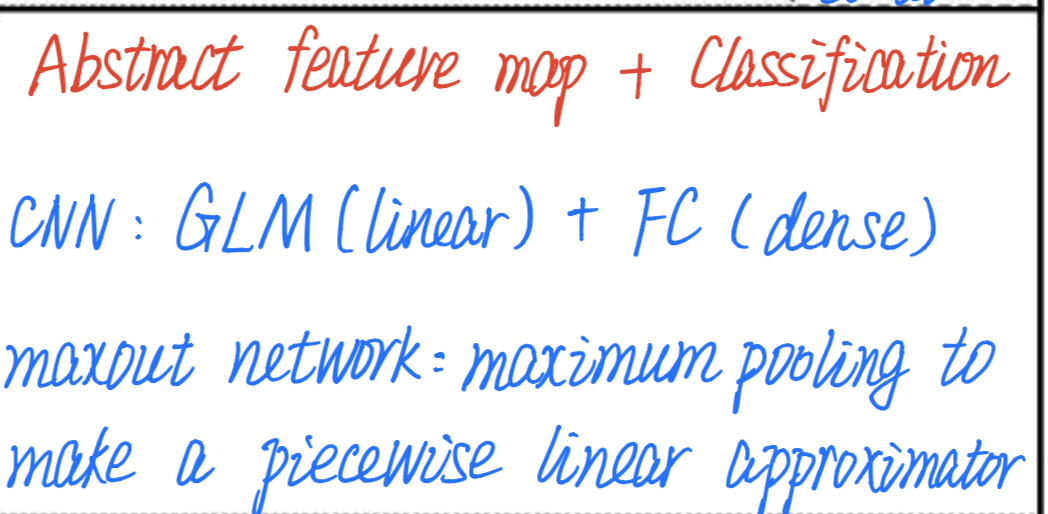 Abstract feature map + Classification
CNN: GLM (linear) + FC (dense)
maxout network: maximum pooling to
make a piecewise linear approximator